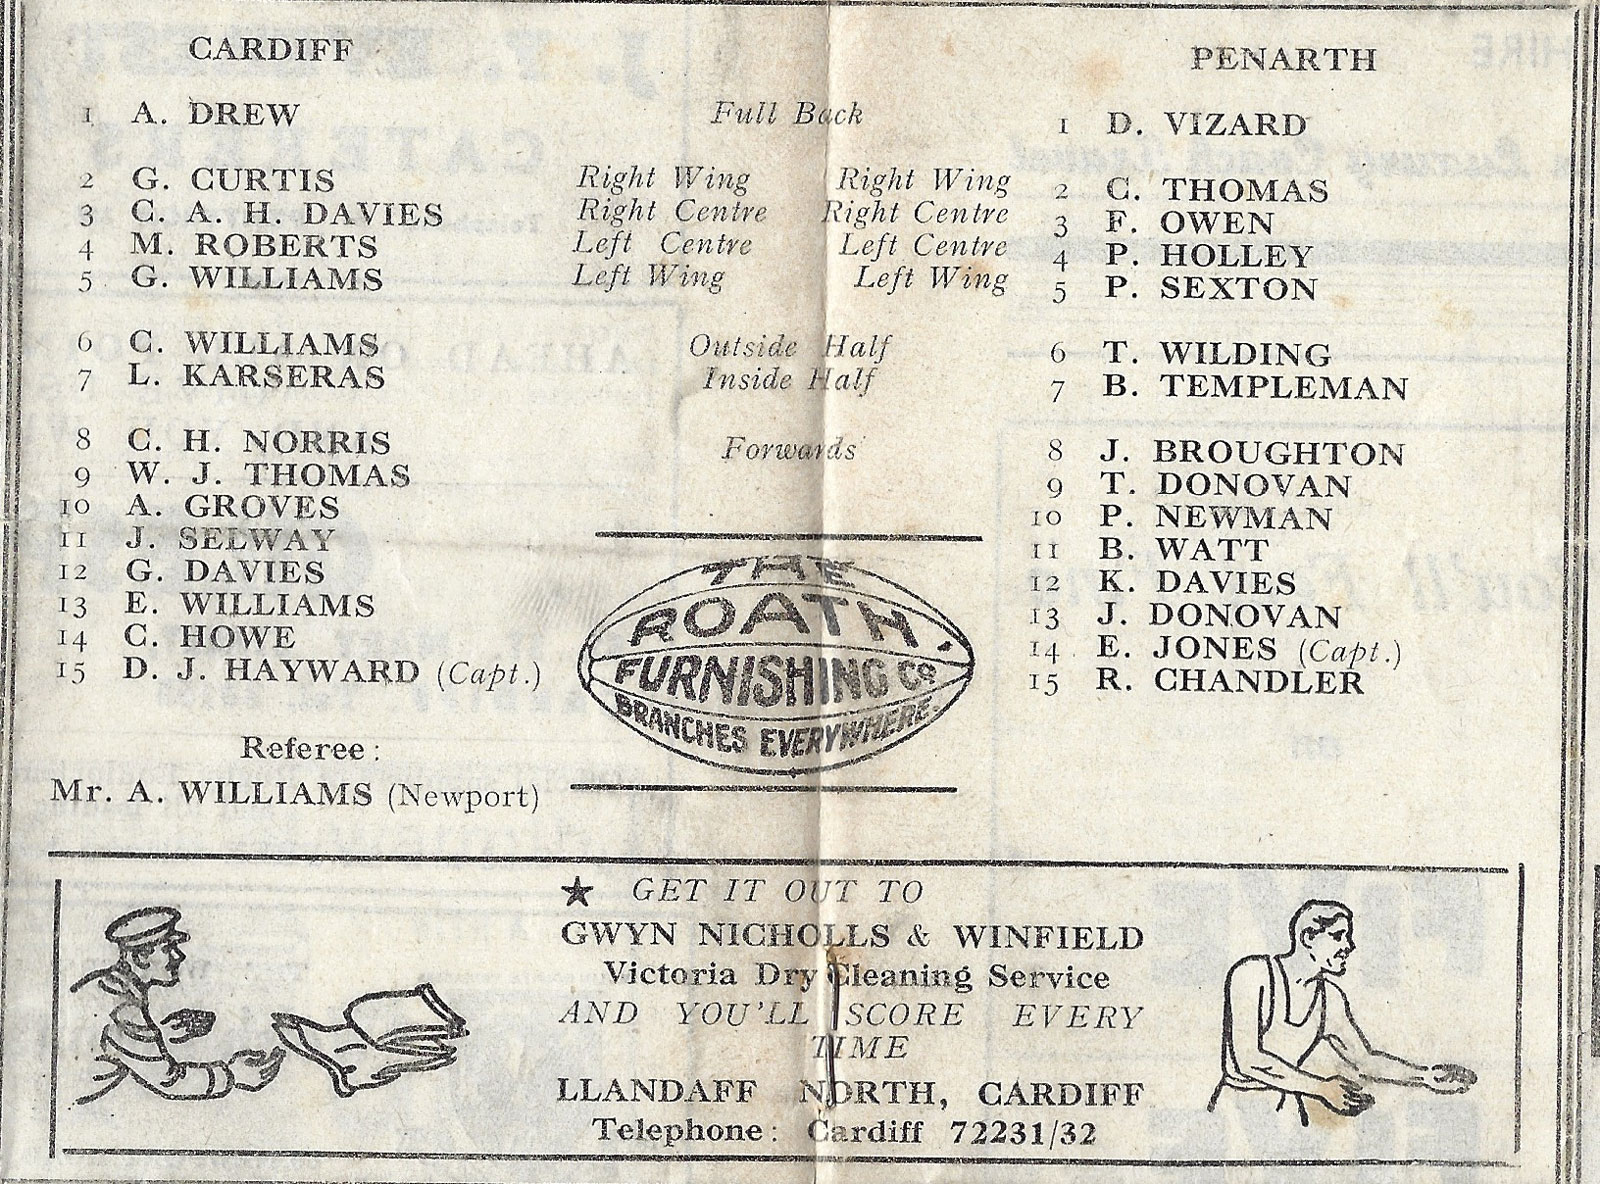 CARDIFF PENARTH
1 A. DREW Full Back 1 D. VIZARD
2 G. CURTIS Right Wing Right Wing 2 C. THOMAS
3 C. A. H. DAVIES Right Centre Right Centre 3 F. OWEN
4 M. ROBERTS Left Centre Left Centre 4 P. HOLLEY
5 G. WILLIAMS Left Wing Left Wing 5 P. SEXTON
6 C. WILLIAMS Outside Half 6 T. WILDING
7 L. KARSERAS Inside Half 7 B. TEMPLEMAN
8 C. H. NORRIS Forwards 8 J. BROUGHTON
9 W. J. THOMAS 9 T. DONOVAN
10 A. GROVES 10 P. NEWMAN
11 J. SELWAY 11 B. WATT
12 G. DAVIES 12 K. DAVIES
13 E. WILLIAMS 13 J. DONOVAN
14 C. HOWE 14 E. JONES (Capt.)
15 D. J. HAYWARD (Capt.) 15 R. CHANDLER
THE
ROATH
FURNISHING Co.
BRANCHES EVERYWHERE.
Referee:
Mr. A. WILLIAMS (Newport)
★ GET IT OUT TO
GWYN NICHOLLS & WINFIELD
Victoria Dry Cleaning Service
AND YOU'LL SCORE EVERY
TIME
LLANDAFF NORTH, CARDIFF
Telephone: Cardiff 72231/32